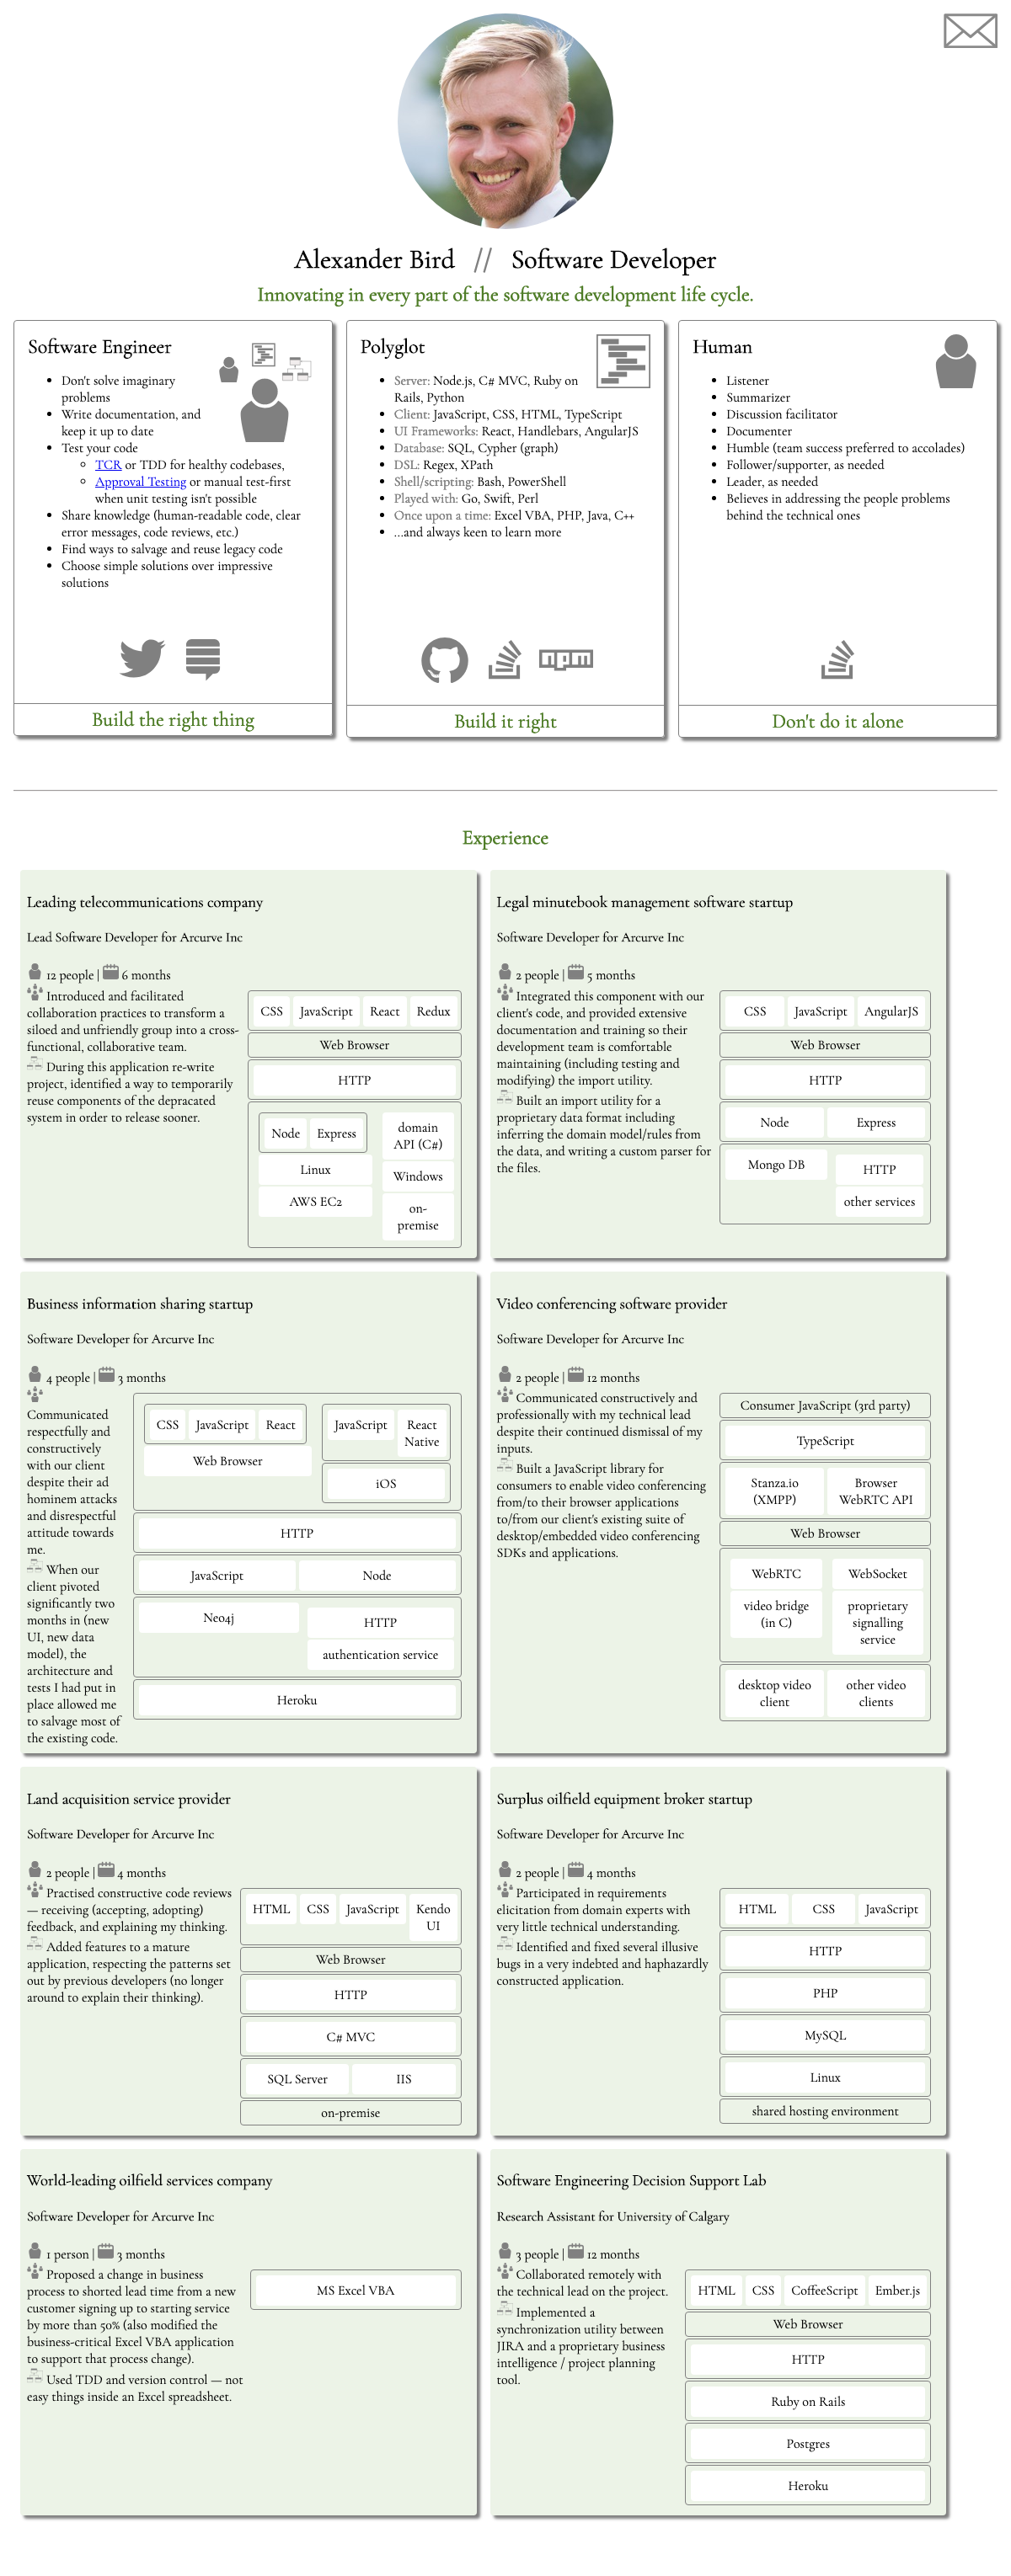 Alexander Bird // Software Developer
Innovating in every part of the software development life cycle.
Software Engineer
Don't solve imaginary
problems
Write documentation, and
keep it up to date
Test your code
TCR or TDD for healthy codebases,
Approval Testing or manual test-first
when unit testing isn't possible
Share knowledge (human-readable code, clear
error messages, code reviews, etc.)
Find ways to salvage and reuse legacy code
Choose simple solutions over impressive
solutions
Build the right thing
Polyglot
Server: Node.js, C# MVC, Ruby on
Rails, Python
Client: JavaScript, CSS, HTML, TypeScript
UI Frameworks: React, Handlebars, AngularJS
Database: SQL, Cypher (graph)
DSL: Regex, XPath
Shell/scripting: Bash, PowerShell
Played with: Go, Swift, Perl
Once upon a time: Excel VBA, PHP, Java, C++
...and always keen to learn more
npm
Build it right
Human
Listener
Summarizer
Discussion facilitator
Documenter
Humble (team success preferred to accolades)
Follower/supporter, as needed
Leader, as needed
Believes in addressing the people problems
behind the technical ones
Don't do it alone
Experience
Leading telecommunications company
Lead Software Developer for Arcurve Inc
12 people | 6 months
Introduced and facilitated
collaboration practices to transform a
siloed and unfriendly group into a cross-
functional, collaborative team.
During this application re-write
project, identified a way to temporarily
reuse components of the depracated
system in order to release sooner.
CSS JavaScript React Redux
Web Browser
HTTP
Node Express
Linux
AWS EC2
domain
API (C#)
Windows
on-
premise
Legal minutebook management software startup
Software Developer for Arcurve Inc
2 people | 5 months
Integrated this component with our
client's code, and provided extensive
documentation and training so their
development team is comfortable
maintaining (including testing and
modifying) the import utility.
Built an import utility for a
proprietary data format including
inferring the domain model/rules from
the data, and writing a custom parser for
the files.
CSS JavaScript AngularJS
Web Browser
HTTP
Node Express
Mongo DB
HTTP
other services
Business information sharing startup
Software Developer for Arcurve Inc
4 people | 3 months
Communicated
respectfully and
constructively
with our client
despite their ad
hominem attacks
and disrespectful
attitude towards
me.
When our
client pivoted
significantly two
months in (new
UI, new data
model), the
architecture and
tests I had put in
place allowed me
to salvage most of
the existing code.
CSS JavaScript React
Web Browser
JavaScript React
Native
iOS
HTTP
JavaScript Node
Neo4j
HTTP
authentication service
Heroku
Video conferencing software provider
Software Developer for Arcurve Inc
2 people | 12 months
Communicated constructively and
professionally with my technical lead
despite their continued dismissal of my
inputs.
Built a JavaScript library for
consumers to enable video conferencing
from/to their browser applications
to/from our client's existing suite of
desktop/embedded video conferencing
SDKs and applications.
Consumer JavaScript (3rd party)
TypeScript
Stanza.io
(XMPP)
Browser
WebRTC API
Web Browser
WebRTC
video bridge
(in C)
WebSocket
proprietary
signalling
service
desktop video
client
other video
clients
Land acquisition service provider
Software Developer for Arcurve Inc
2 people | 4 months
Practised constructive code reviews
— receiving (accepting, adopting)
feedback, and explaining my thinking.
Added features to a mature
application, respecting the patterns set
out by previous developers (no longer
around to explain their thinking).
HTML CSS JavaScript Kendo
UI
Web Browser
HTTP
C# MVC
SQL Server IIS
on-premise
Surplus oilfield equipment broker startup
Software Developer for Arcurve Inc
2 people | 4 months
Participated in requirements
elicitation from domain experts with
very little technical understanding.
Identified and fixed several illusive
bugs in a very indebted and haphazardly
constructed application.
HTML CSS JavaScript
HTTP
PHP
MySQL
Linux
shared hosting environment
World-leading oilfield services company
Software Developer for Arcurve Inc
1 person | 3 months
Proposed a change in business
process to shorted lead time from a new
customer signing up to starting service
by more than 50% (also modified the
business-critical Excel VBA application
to support that process change).
Used TDD and version control — not
easy things inside an Excel spreadsheet.
MS Excel VBA
Software Engineering Decision Support Lab
Research Assistant for University of Calgary
3 people | 12 months
Collaborated remotely with
the technical lead on the project.
Implemented a
synchronization utility between
JIRA and a proprietary business
intelligence / project planning
tool.
HTML CSS CoffeeScript Ember.js
Web Browser
HTTP
Ruby on Rails
Postgres
Heroku